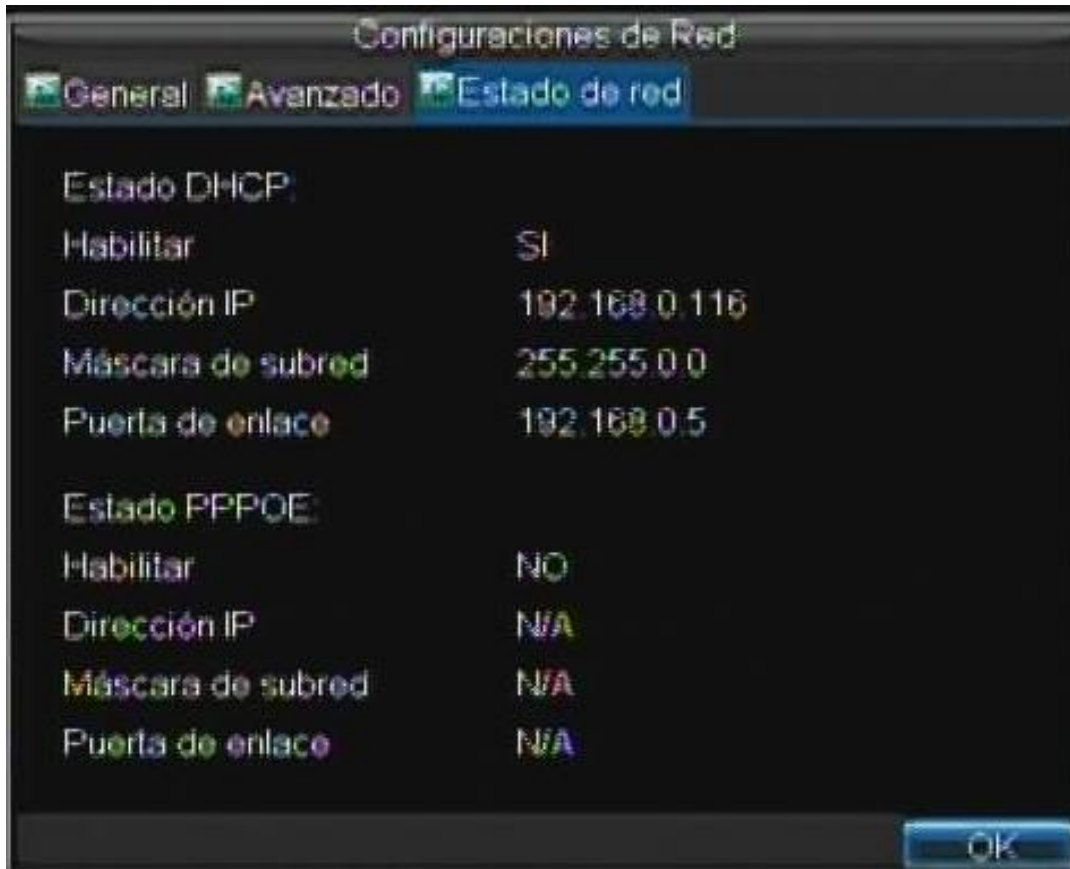 Configuraciones de Red
General Avanzado Estado de red
Estado DHCP:
Habilitar SI
Dirección IP 192.168.0.116
Máscara de subred 255.255.0.0
Puerta de enlace 192.168.0.5
Estado PPPOE:
Habilitar NO
Dirección IP N/A
Máscara de subred N/A
Puerta de enlace N/A
OK